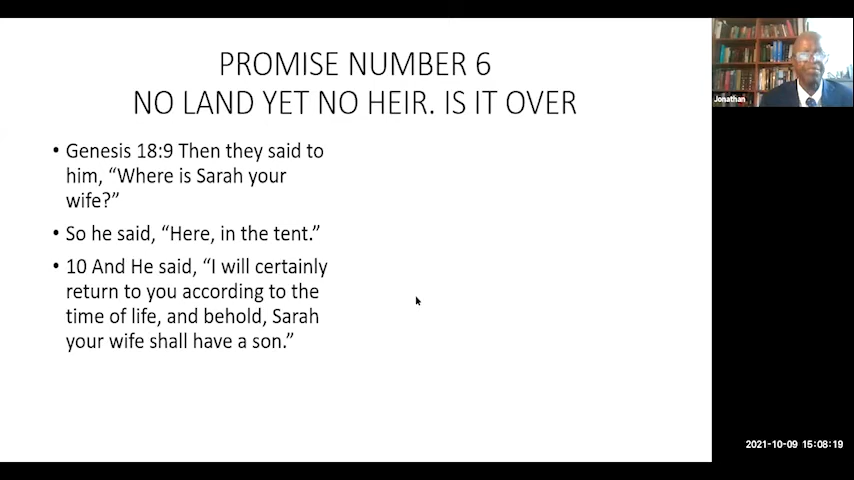 PROMISE NUMBER 6
NO LAND YET NO HEIR. IS IT OVER
• Genesis 18:9 Then they said to
him, “Where is Sarah your
wife?”
• So he said, “Here, in the tent.”
• 10 And He said, “I will certainly
return to you according to the
time of life, and behold, Sarah
your wife shall have a son.”
Jonathan
2021-10-09 15:08:19